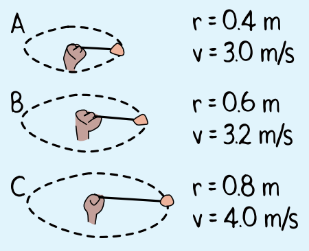 A
r = 0.4 m
v = 3.0 m/s
B
r = 0.6 m
v = 3.2 m/s
C
r = 0.8 m
v = 4.0 m/s